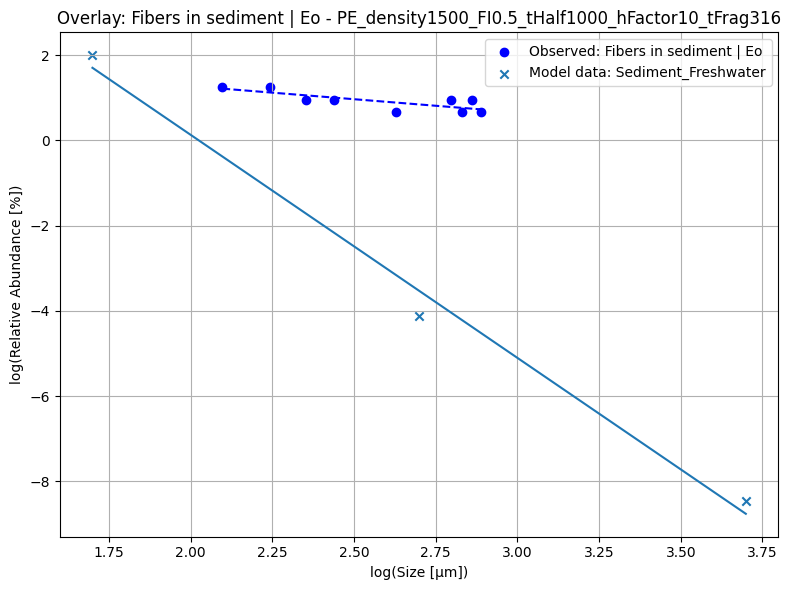 Overlay: Fibers in sediment | Eo - PE_density1500_FI0.5_tHalf1000_hFactor10_tFrag316
Observed: Fibers in sediment | Eo
Model data: Sediment_Freshwater
log(Relative Abundance [%])
2
0
−2
−4
−6
−8
1.75 2.00 2.25 2.50 2.75 3.00 3.25 3.50 3.75
log(Size [μm])